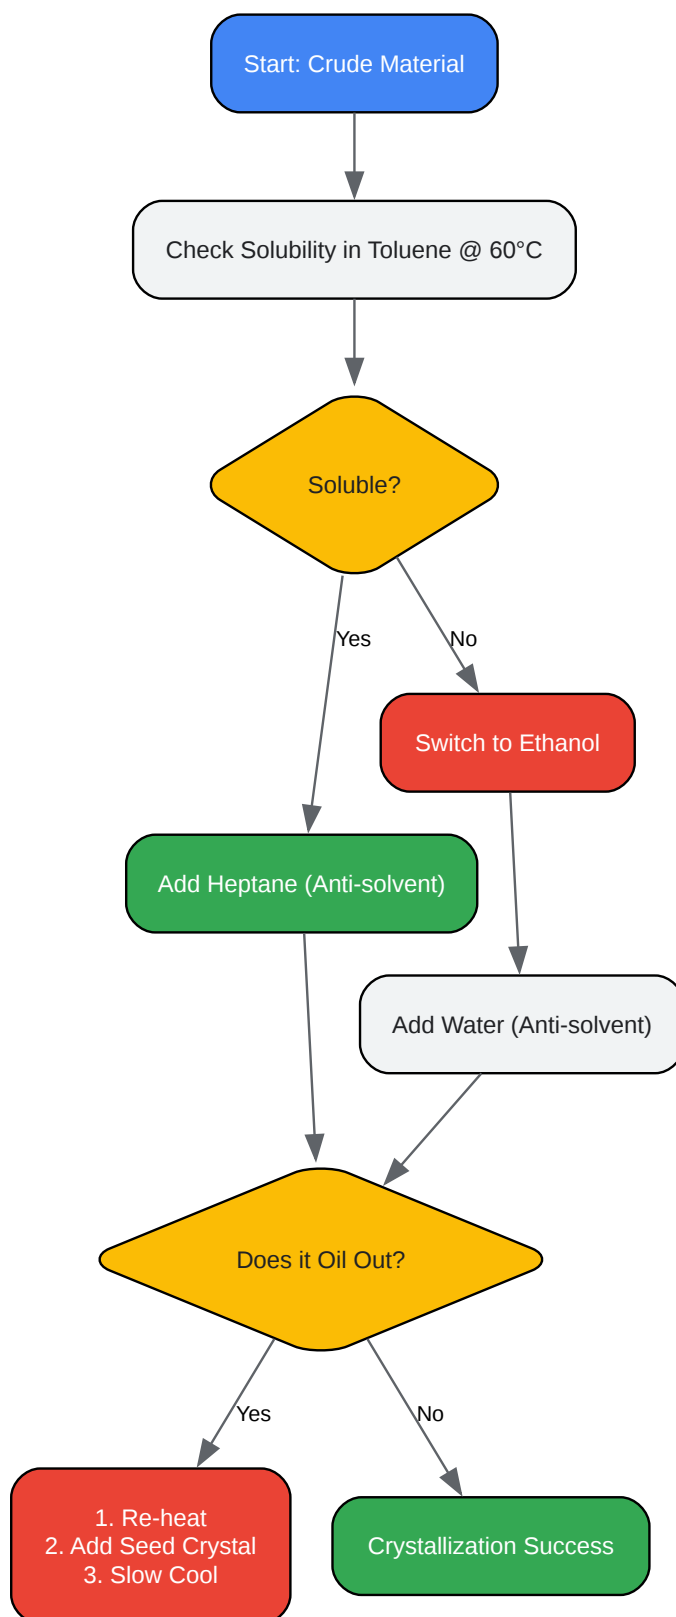 Start: Crude Material
Check Solubility in Toluene @ 60°C
Soluble?
Yes
No
Switch to Ethanol
Add Heptane (Anti-solvent)
Add Water (Anti-solvent)
Does it Oil Out?
Yes
No
1. Re-heat
2. Add Seed Crystal
3. Slow Cool
Crystallization Success